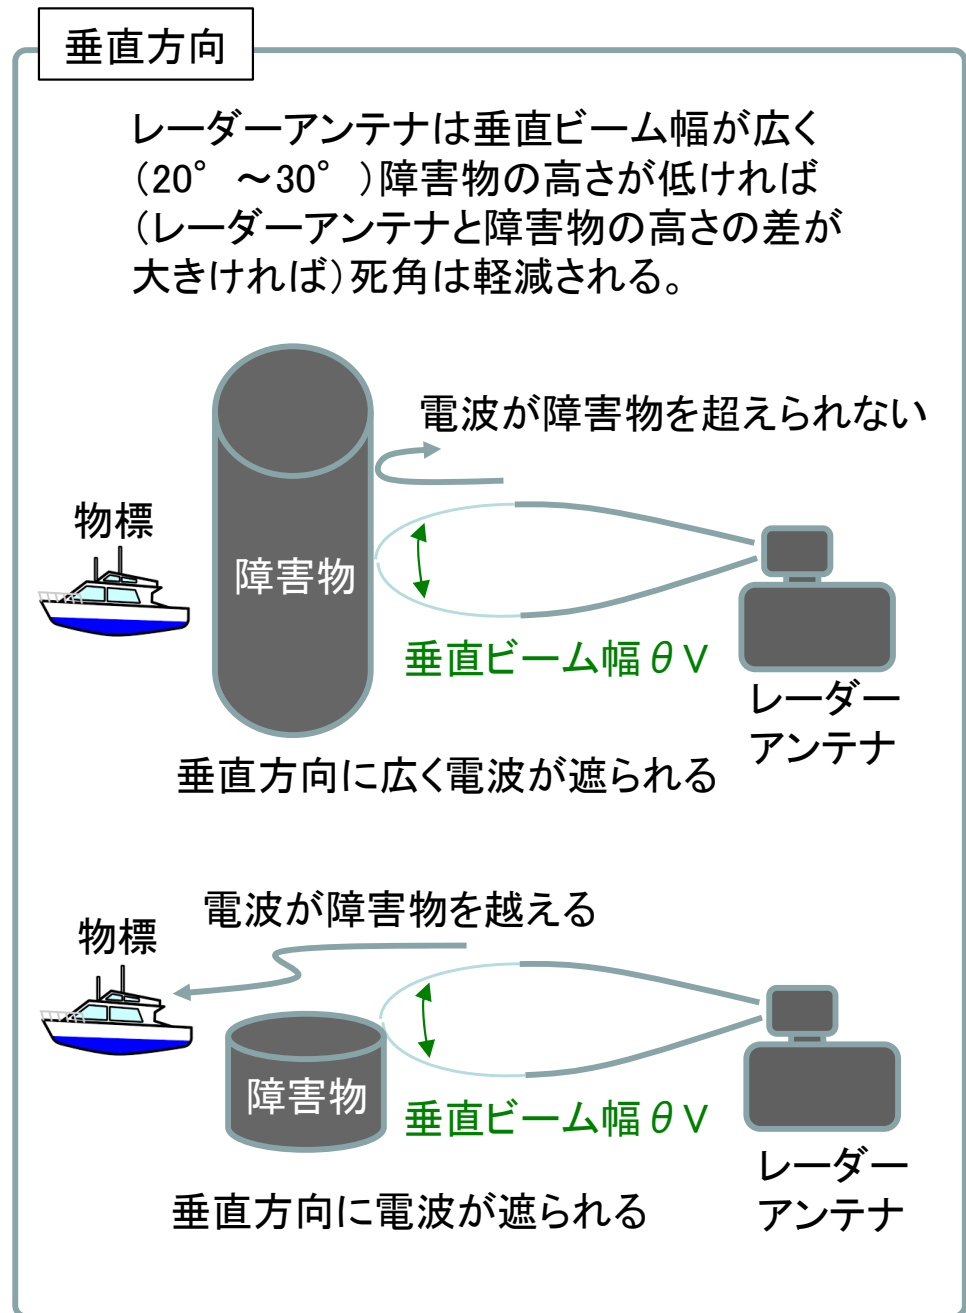 垂直方向
レーダーアンテナは垂直ビーム幅が広く
(20°~30°)障害物の高さが低ければ
(レーダーアンテナと障害物の高さの差が
大きければ)死角は軽減される。
電波が障害物を超えられない
物標
障害物
垂直ビーム幅θV
レーダー
アンテナ
垂直方向に広く電波が遮られる
電波が障害物を越える
物標
障害物
垂直ビーム幅θV
レーダー
アンテナ
垂直方向に電波が遮られる